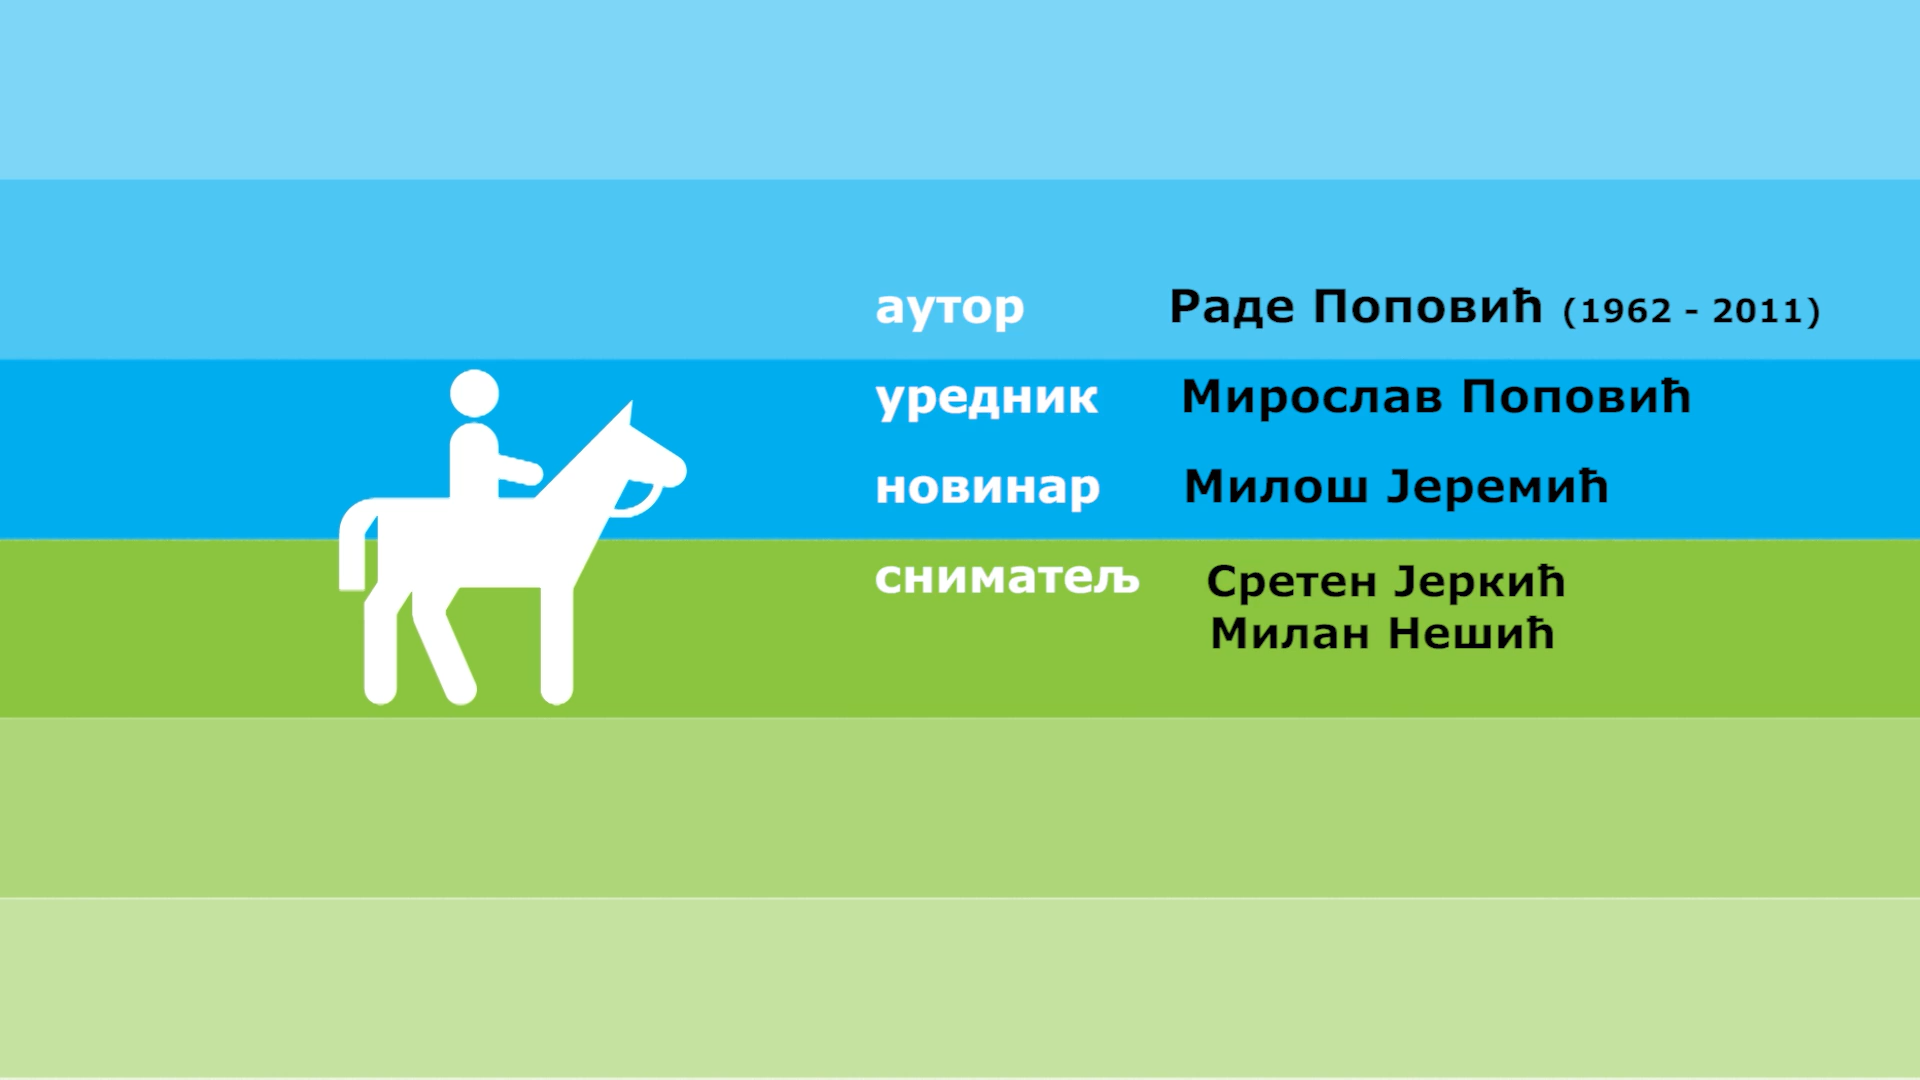 аутор Раде Поповић (1962 - 2011)
уредник Мирослав Поповић
новинар Милош Јеремић
сниматељ Сретен Јеркић
Милан Нешић